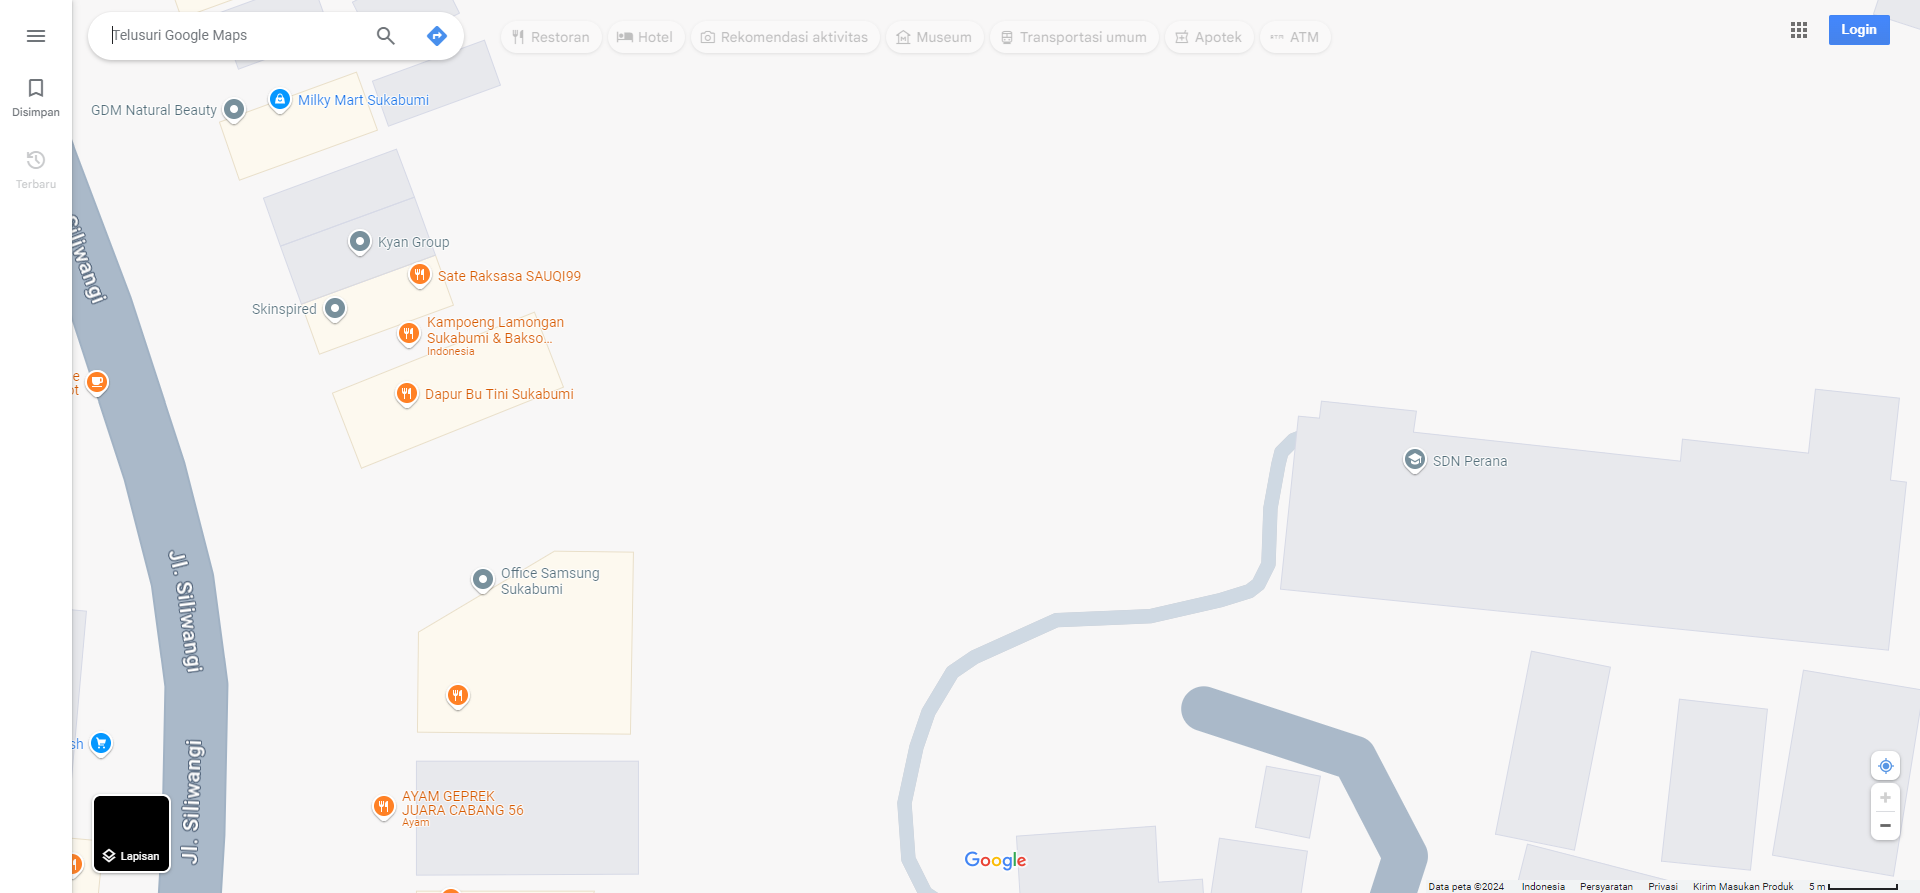 Telusuri Google Maps
Restoran
Hotel
Rekomendasi aktivitas
Museum
Transportasi umum
Apotek
ATM
Login
Disimpan
Terbaru
GDM Natural Beauty
Milky Mart Sukabumi
Siliwangi
Kyan Group
Sate Raksasa SAUQI99
Skinspired
Kampoeng Lamongan
Sukabumi & Bakso...
Indonesia
Dapur Bu Tini Sukabumi
SDN Perana
Jl. Siliwangi
Office Samsung
Sukabumi
Jl. Siliwangi
AYAM GEPREK
JUARA CABANG 56
Ayam
Lapisan
Google
Data peta ©2024
Indonesia
Persyaratan
Privasi
Kirim Masukan Produk
5 m